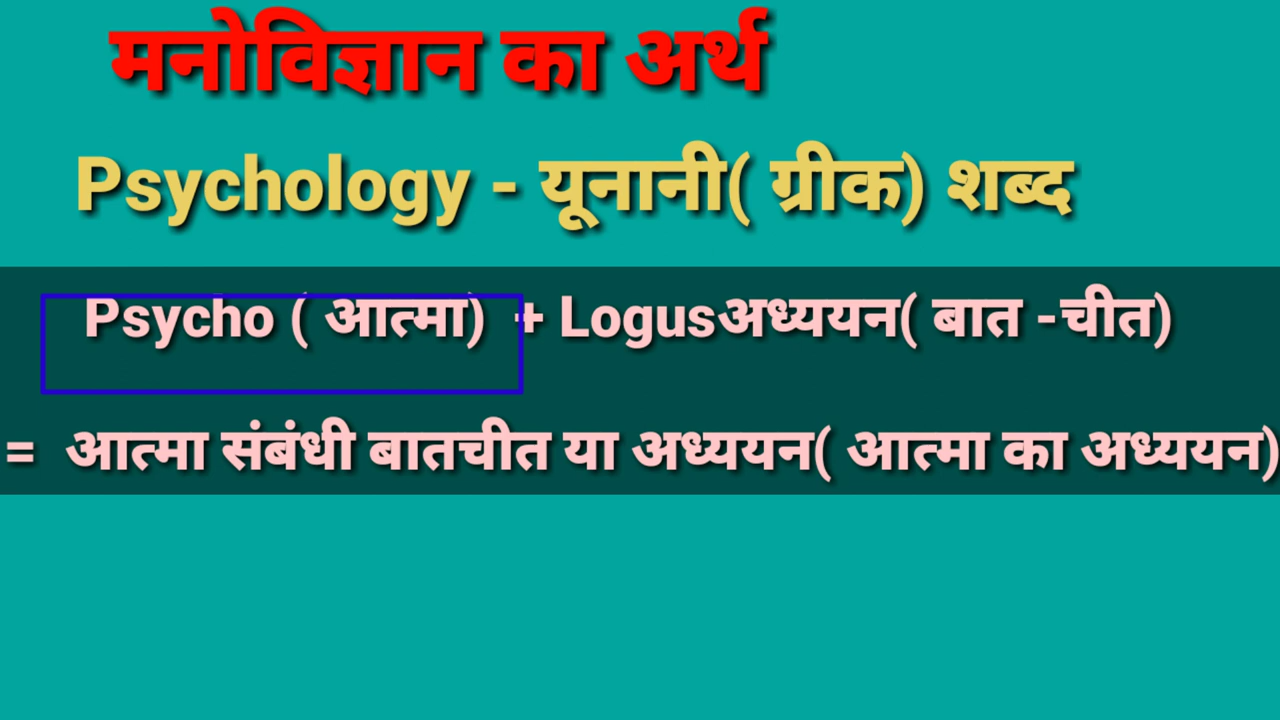 मनोविज्ञान का अर्थ
Psychology - यूनानी( ग्रीक) शब्द
Psycho ( आत्मा) + Logusअध्ययन( बात -चीत)
= आत्मा संबंधी बातचीत या अध्ययन( आत्मा का अध्ययन)